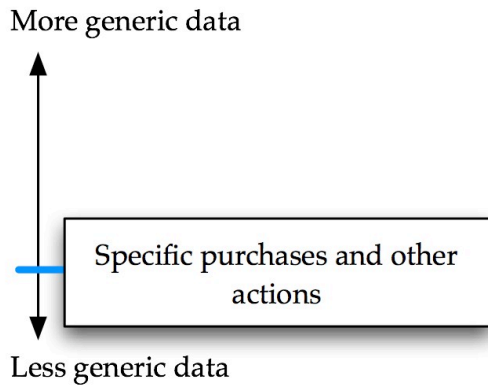 More generic data
Specific purchases and other
actions
Less generic data